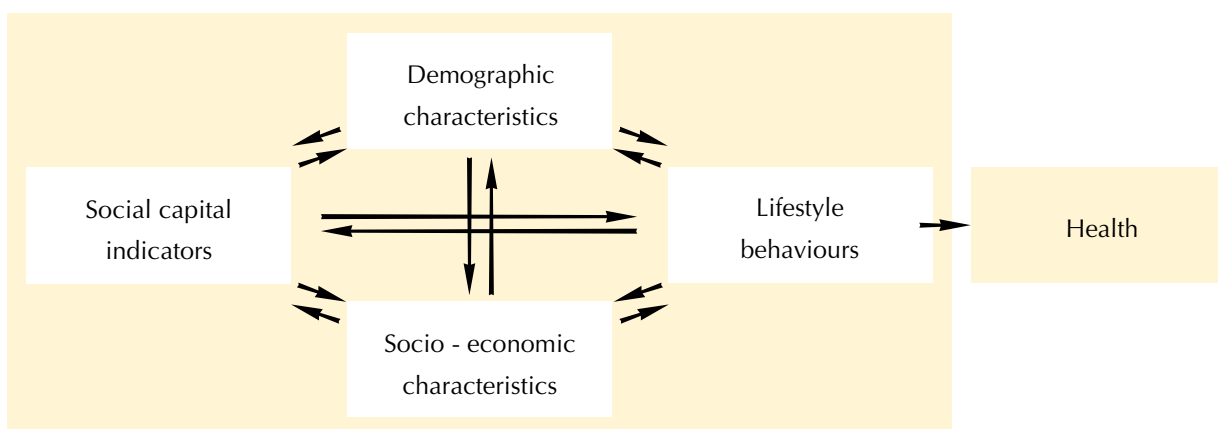 Demographic
characteristics
Social capital
indicators
Lifestyle
behaviours
Health
Socio - economic
characteristics